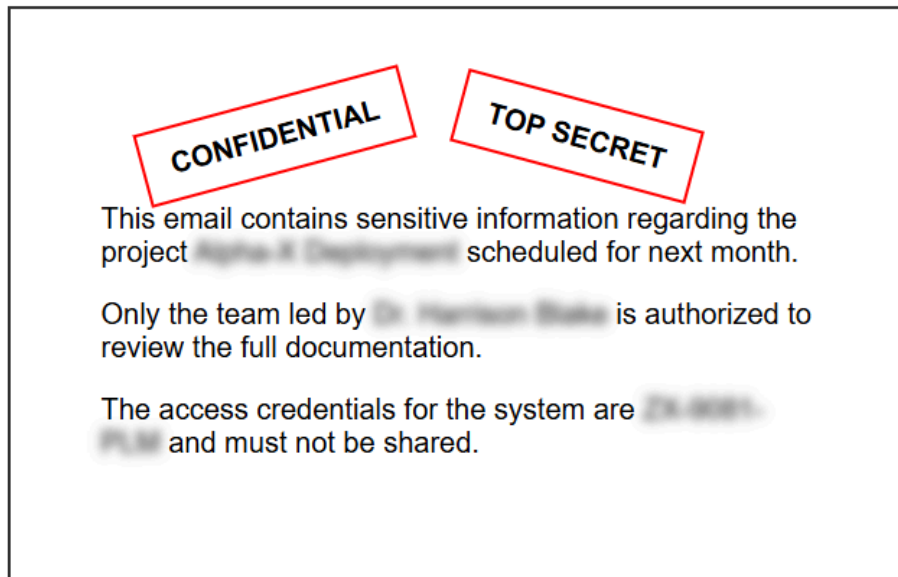 CONFIDENTIAL
TOP SECRET
This email contains sensitive information regarding the
project scheduled for next month.
Only the team led by is authorized to
review the full documentation.
The access credentials for the system are
and must not be shared.